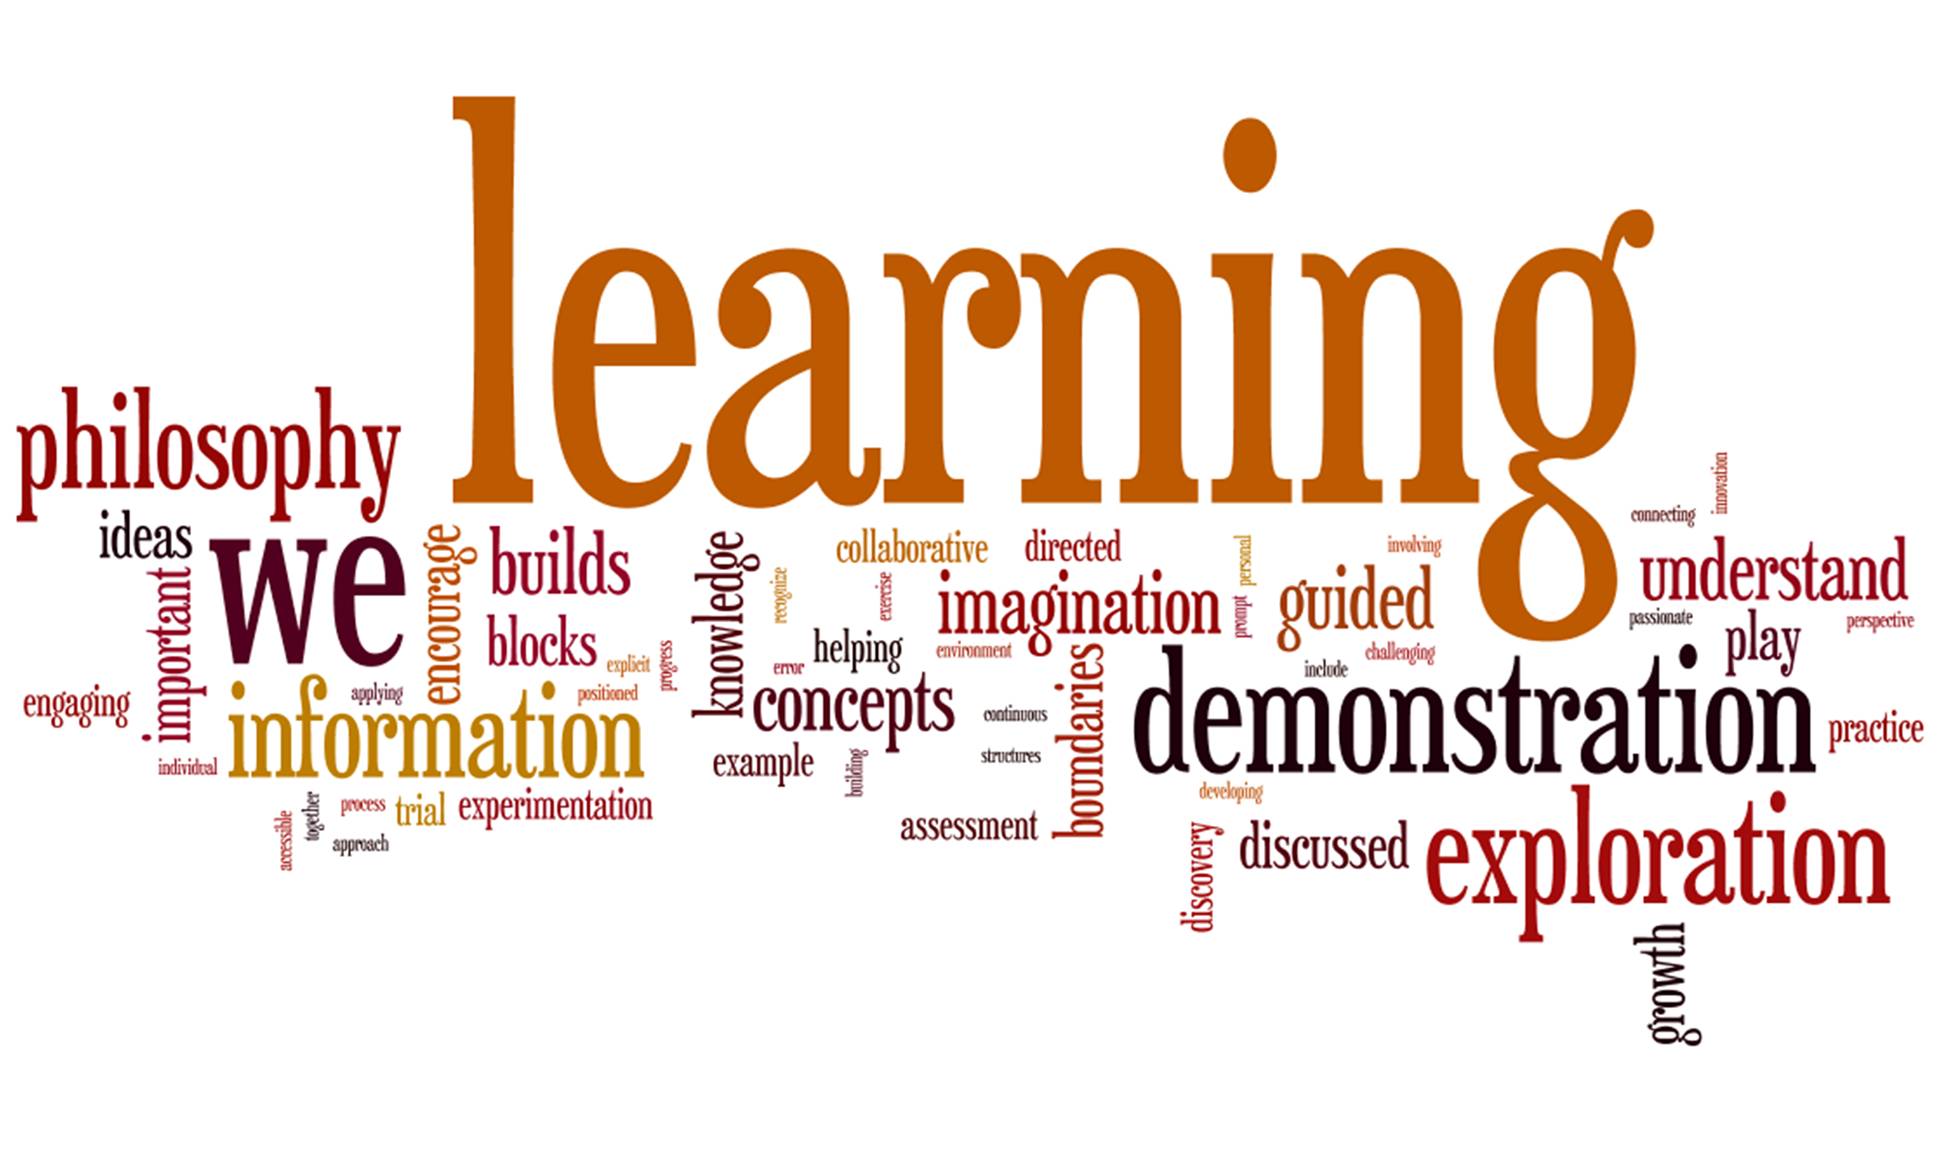 learning
philosophy
ideas
we
important
encourage
builds
blocks
explicit
positioned
progress
applying
information
engaging
individual
accessible
together
process
trial
experimentation
approach
knowledge
recognize
collaborative
exercise
directed
imagination
environment
helping
error
concepts
example
building
continuous
structures
assessment
boundaries
personal
prompt
involving
guided
challenging
include
connecting
innovation
understand
passionate
perspective
play
demonstration
practice
developing
discovery
discussed
exploration
growth